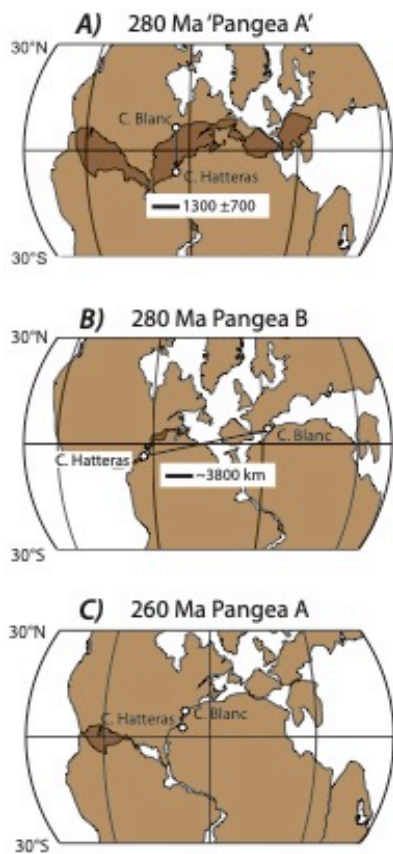 A) 280 Ma 'Pangea A'
30°N
C. Blanc
C. Hatteras
1300 ±700
30°S
B) 280 Ma Pangea B
30°N
C. Blanc
C. Hatteras
~3800 km
30°S
C) 260 Ma Pangea A
30°N
C. Hatteras
C. Blanc
30°S